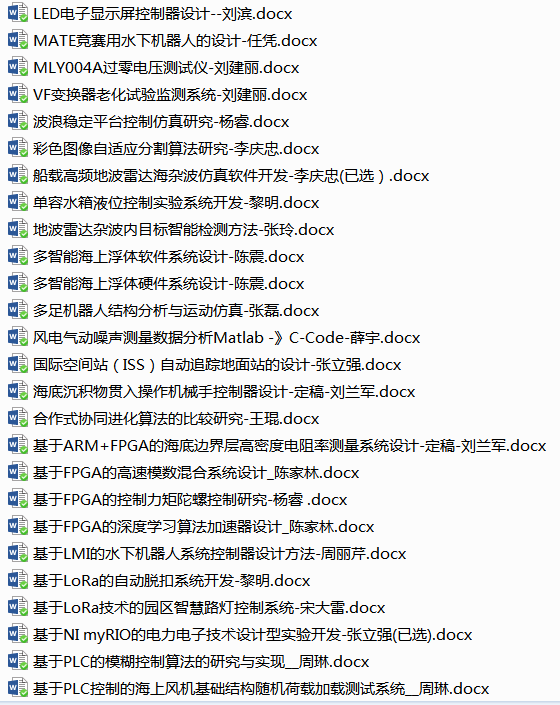 LED电子显示屏控制器设计--刘滨.docx
MATE竞赛用水下机器人的设计-任凭.docx
MLY004A过零电压测试仪-刘建丽.docx
VF变换器老化试验监测系统-刘建丽.docx
波浪稳定平台控制仿真研究-杨睿.docx
彩色图像自适应分割算法研究-李庆忠.docx
船载高频地波雷达海杂波仿真软件开发-李庆忠(已选）.docx
单容水箱液位控制实验系统开发-黎明.docx
地波雷达杂波内目标智能检测方法-张玲.docx
多智能海上浮体软件系统设计-陈震.docx
多智能海上浮体硬件系统设计-陈震.docx
多足机器人结构分析与运动仿真-张磊.docx
风电气动噪声测量数据分析Matlab -》C-Code-薛宇.docx
国际空间站（ISS）自动追踪地面站的设计-张立强.docx
海底沉积物贯入操作机械手控制器设计-定稿-刘兰军.docx
合作式协同进化算法的比较研究-王琨.docx
基于ARM+FPGA的海底边界层高密度电阻率测量系统设计-定稿-刘兰军.docx
基于FPGA的高速模数混合系统设计_陈家林.docx
基于FPGA的控制力矩陀螺控制研究-杨睿 .docx
基于FPGA的深度学习算法加速器设计_陈家林.docx
基于LMI的水下机器人系统控制器设计方法-周丽芹.docx
基于LoRa的自动脱扣系统开发-黎明.docx
基于LoRa技术的园区智慧路灯控制系统-宋大雷.docx
基于NI myRIO的电力电子技术设计型实验开发-张立强(已选).docx
基于PLC的模糊控制算法的研究与实现__周琳.docx
基于PLC控制的海上风机基础结构随机荷载加载测试系统__周琳.docx